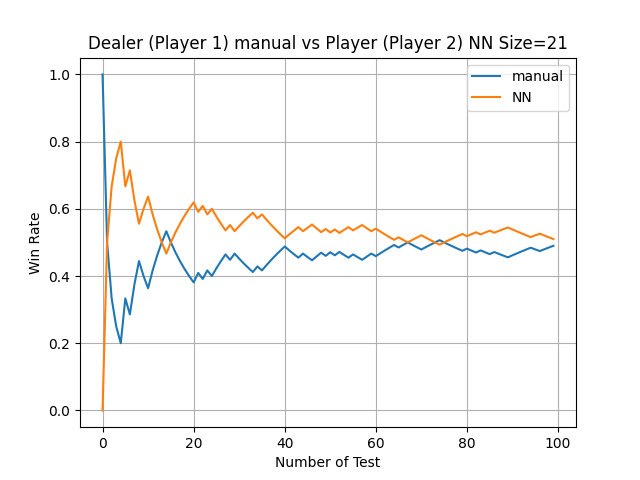 Dealer (Player 1) manual vs Player (Player 2) NN Size=21
manual
NN
Win Rate
1.0
0.8
0.6
0.4
0.2
0.0
0 20 40 60 80 100
Number of Test